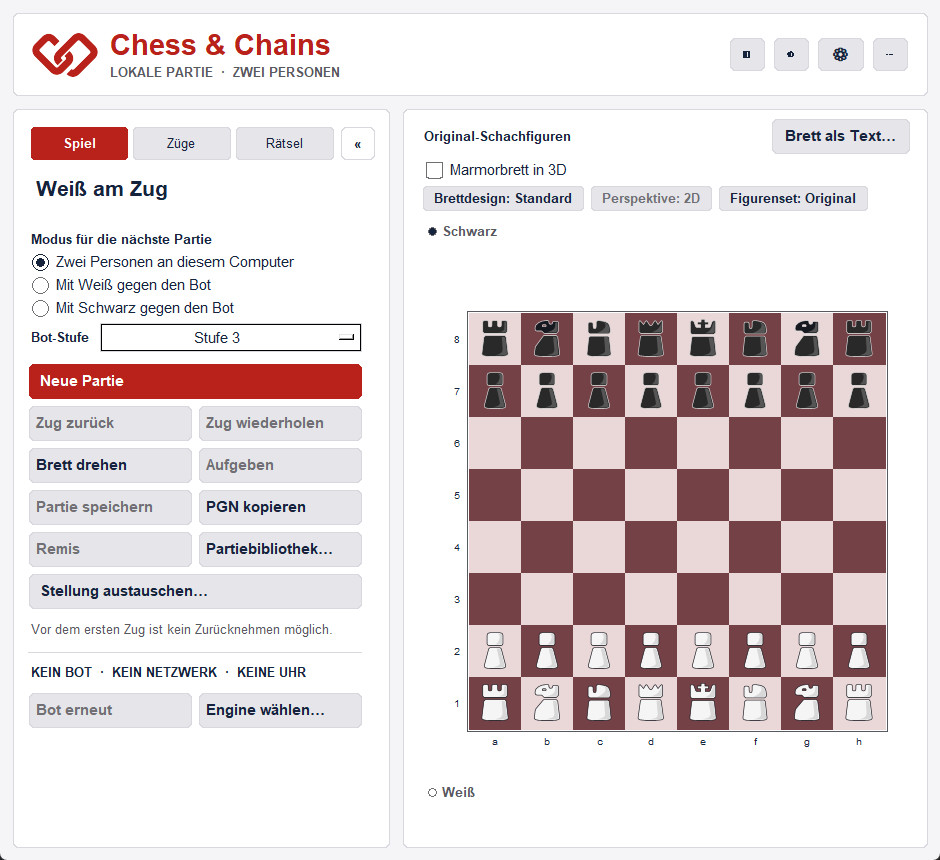 Chess & Chains
LOKALE PARTIE · ZWEI PERSONEN
Spiel
Züge
Rätsel
«
Weiß am Zug
Modus für die nächste Partie
Zwei Personen an diesem Computer
Mit Weiß gegen den Bot
Mit Schwarz gegen den Bot
Bot-Stufe
Stufe 3
Neue Partie
Zug zurück
Zug wiederholen
Brett drehen
Aufgeben
Partie speichern
PGN kopieren
Remis
Partiebibliothek...
Stellung austauschen...
Vor dem ersten Zug ist kein Zurücknehmen möglich.
KEIN BOT · KEIN NETZWERK · KEINE UHR
Bot erneut
Engine wählen...
Original-Schachfiguren
Brett als Text...
Marmorbrett in 3D
Brettdesign: Standard
Perspektive: 2D
Figurenset: Original
Schwarz
8
7
6
5
4
3
2
1
a b c d e f g h
Weiß